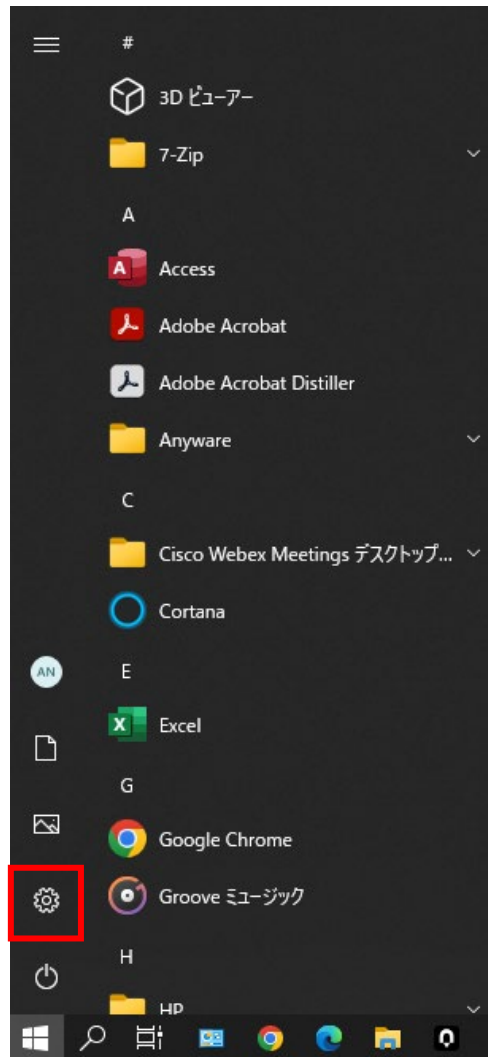 #
3D ビューアー
7-Zip
A
Access
Adobe Acrobat
Adobe Acrobat Distiller
Anyware
C
Cisco Webex Meetings デスクトップ...
Cortana
AN
E
Excel
G
Google Chrome
Groove ミュージック
H
HP